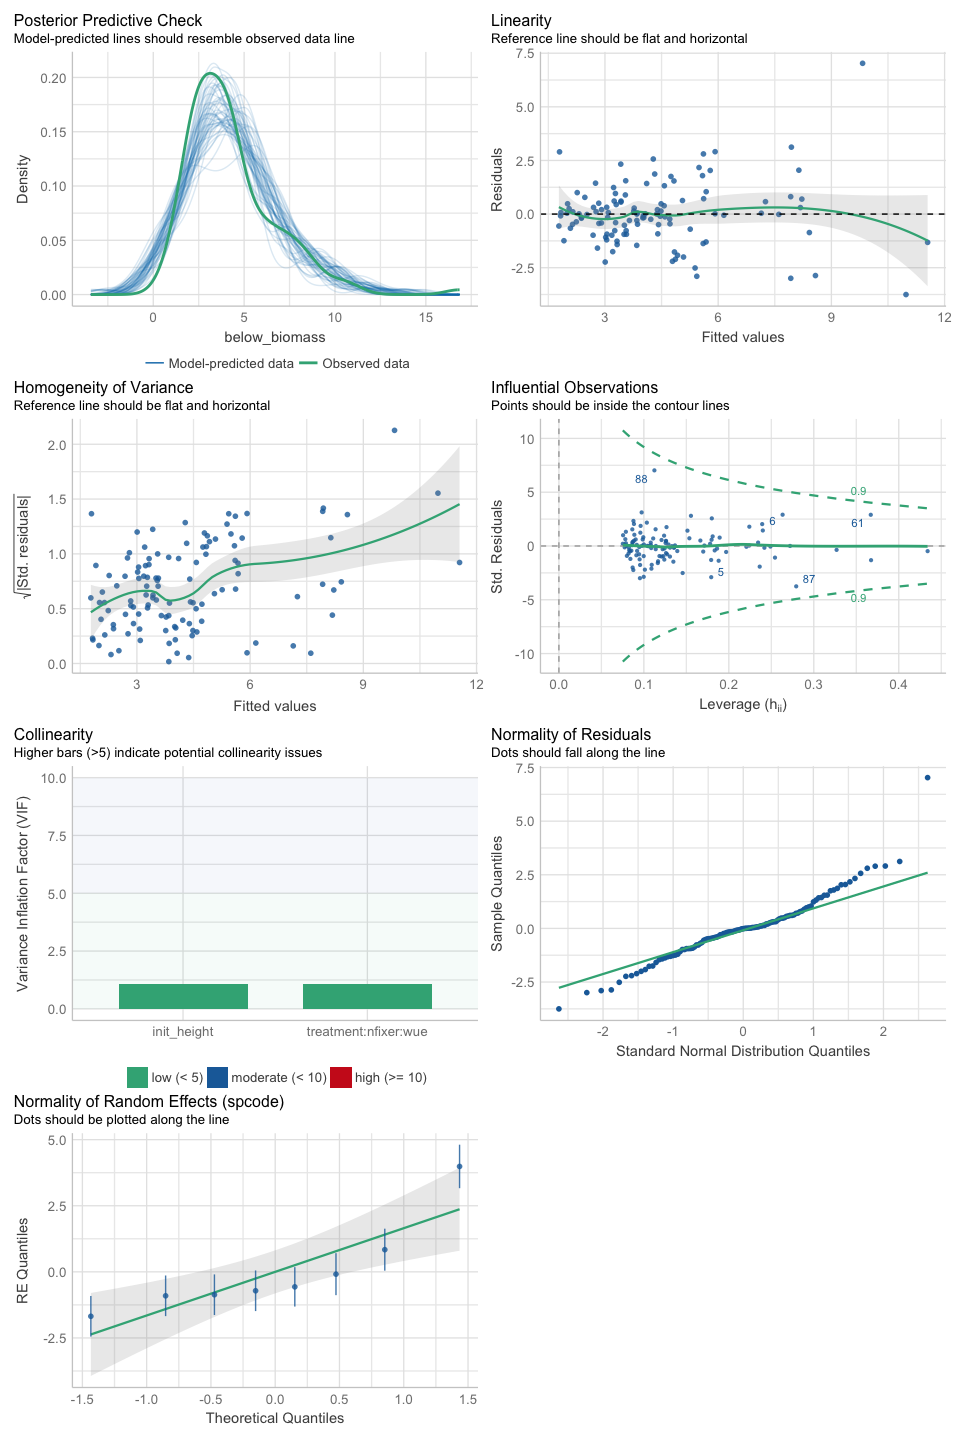 Posterior Predictive Check
Model-predicted lines should resemble observed data line
0.20
0.15
0.10
0.05
0.00
Density
0
5
10
15
below_biomass
Model-predicted data
Observed data
Linearity
Reference line should be flat and horizontal
7.5
5.0
2.5
0.0
-2.5
Residuals
3
6
9
12
Fitted values
Homogeneity of Variance
Reference line should be flat and horizontal
2.0
1.5
1.0
0.5
0.0
√|Std. residuals|
3
6
9
12
Fitted values
Influential Observations
Points should be inside the contour lines
10
5
0
-5
-10
Std. Residuals
88
6
61
5
87
0.9
0.9
0.0
0.1
0.2
0.3
0.4
Leverage (hii)
Collinearity
Higher bars (>5) indicate potential collinearity issues
10.0
7.5
5.0
2.5
0.0
Variance Inflation Factor (VIF)
init_height
treatment:nfixer:wue
low (< 5)
moderate (< 10)
high (>= 10)
Normality of Residuals
Dots should fall along the line
7.5
5.0
2.5
0.0
-2.5
Sample Quantiles
-2
-1
0
1
2
Standard Normal Distribution Quantiles
Normality of Random Effects (spcode)
Dots should be plotted along the line
5.0
2.5
0.0
-2.5
RE Quantiles
-1.5
-1.0
-0.5
0.0
0.5
1.0
1.5
Theoretical Quantiles